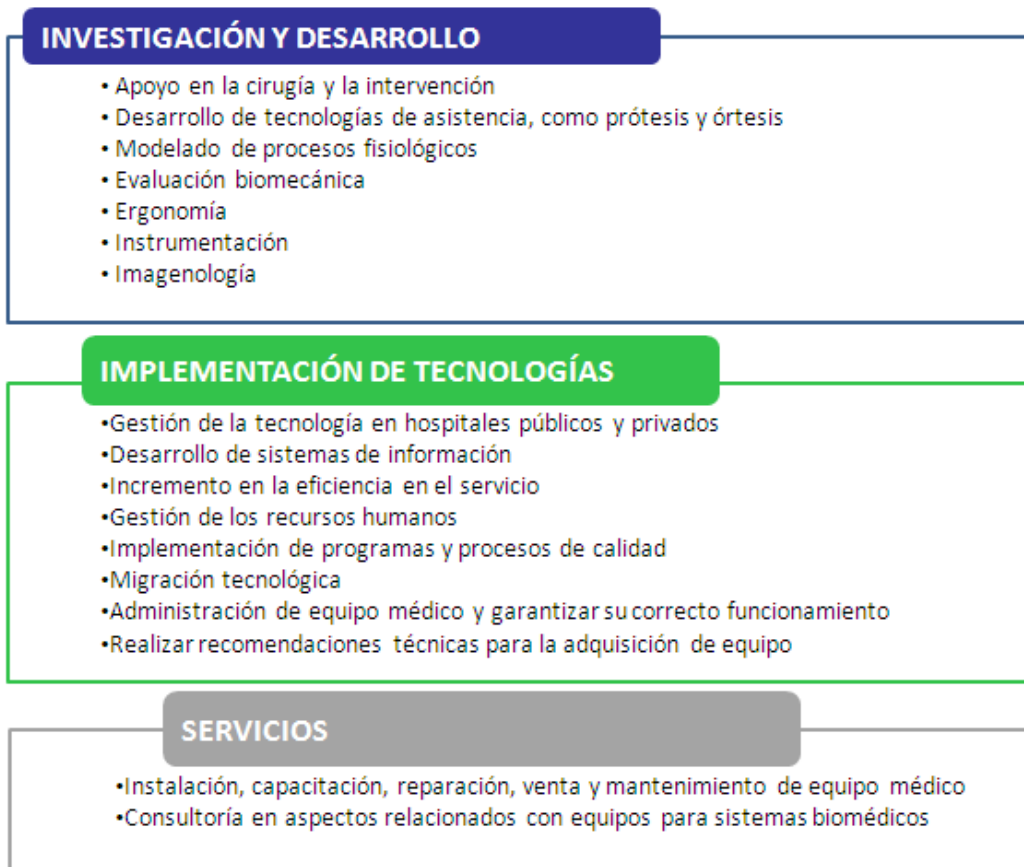 INVESTIGACIÓN Y DESARROLLO
• Apoyo en la cirugía y la intervención
• Desarrollo de tecnologías de asistencia, como prótesis y órtesis
• Modelado de procesos fisiológicos
• Evaluación biomecánica
• Ergonomía
• Instrumentación
• Imagenología
IMPLEMENTACIÓN DE TECNOLOGÍAS
•Gestión de la tecnología en hospitales públicos y privados
•Desarrollo de sistemas de información
•Incremento en la eficiencia en el servicio
•Gestión de los recursos humanos
•Implementación de programas y procesos de calidad
•Migración tecnológica
•Administración de equipo médico y garantizar su correcto funcionamiento
•Realizar recomendaciones técnicas para la adquisición de equipo
SERVICIOS
•Instalación, capacitación, reparación, venta y mantenimiento de equipo médico
•Consultoría en aspectos relacionados con equipos para sistemas biomédicos